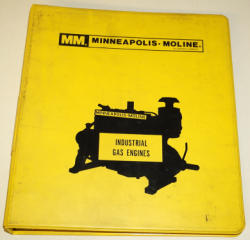 MM® MINNEAPOLIS-MOLINE®
MINNEAPOLIS-MOLINE
INDUSTRIAL
GAS ENGINES